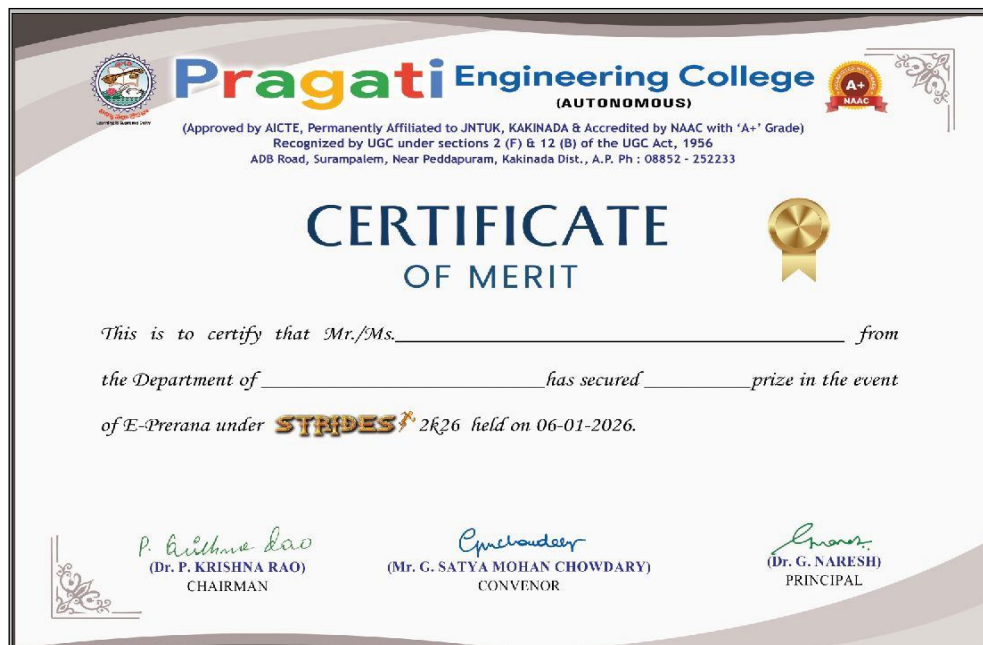 Pragati Engineering College
(AUTONOMOUS)
A+
NAAC
(Approved by AICTE, Permanently Affiliated to JNTUK, KAKINADA & Accredited by NAAC with ‘A+’ Grade)
Recognized by UGC under sections 2 (F) & 12 (B) of the UGC Act, 1956
ADB Road, Surampalem, Near Peddapuram, Kakinada Dist., A.P. Ph : 08852 - 252233
CERTIFICATE
OF MERIT
This is to certify that Mr./Ms.____________________ from
the Department of ____________________ has secured __________ prize in the event
of E-Prerana under STRIDES 2k26 held on 06-01-2026.
P. Krishna Rao
(Dr. P. KRISHNA RAO)
CHAIRMAN
(Mr. G. SATYA MOHAN CHOWDARY)
CONVENOR
(Dr. G. NARESH)
PRINCIPAL